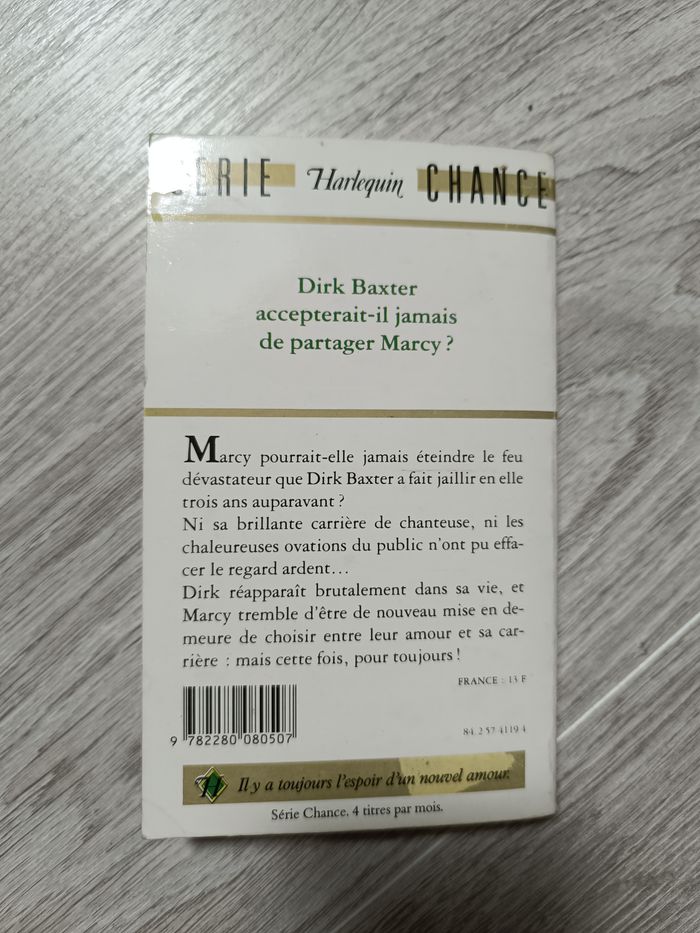 SÉRIE Harlequin CHANCE
Dirk Baxter
accepterait-il jamais
de partager Marcy ?
Marcy pourrait-elle jamais éteindre le feu
dévastateur que Dirk Baxter a fait jaillir en elle
trois ans auparavant ?
Ni sa brillante carrière de chanteuse, ni les
chaleureuses ovations du public n'ont pu effa-
cer le regard ardent...
Dirk réapparaît brutalement dans sa vie, et
Marcy tremble d'être de nouveau mise en de-
meure de choisir entre leur amour et sa car-
rière : mais cette fois, pour toujours !
FRANCE : 13 F
9 782280 080507
84.2 57 4119 4
H Il y a toujours l'espoir d'un nouvel amour.
Série Chance, 4 titres par mois.